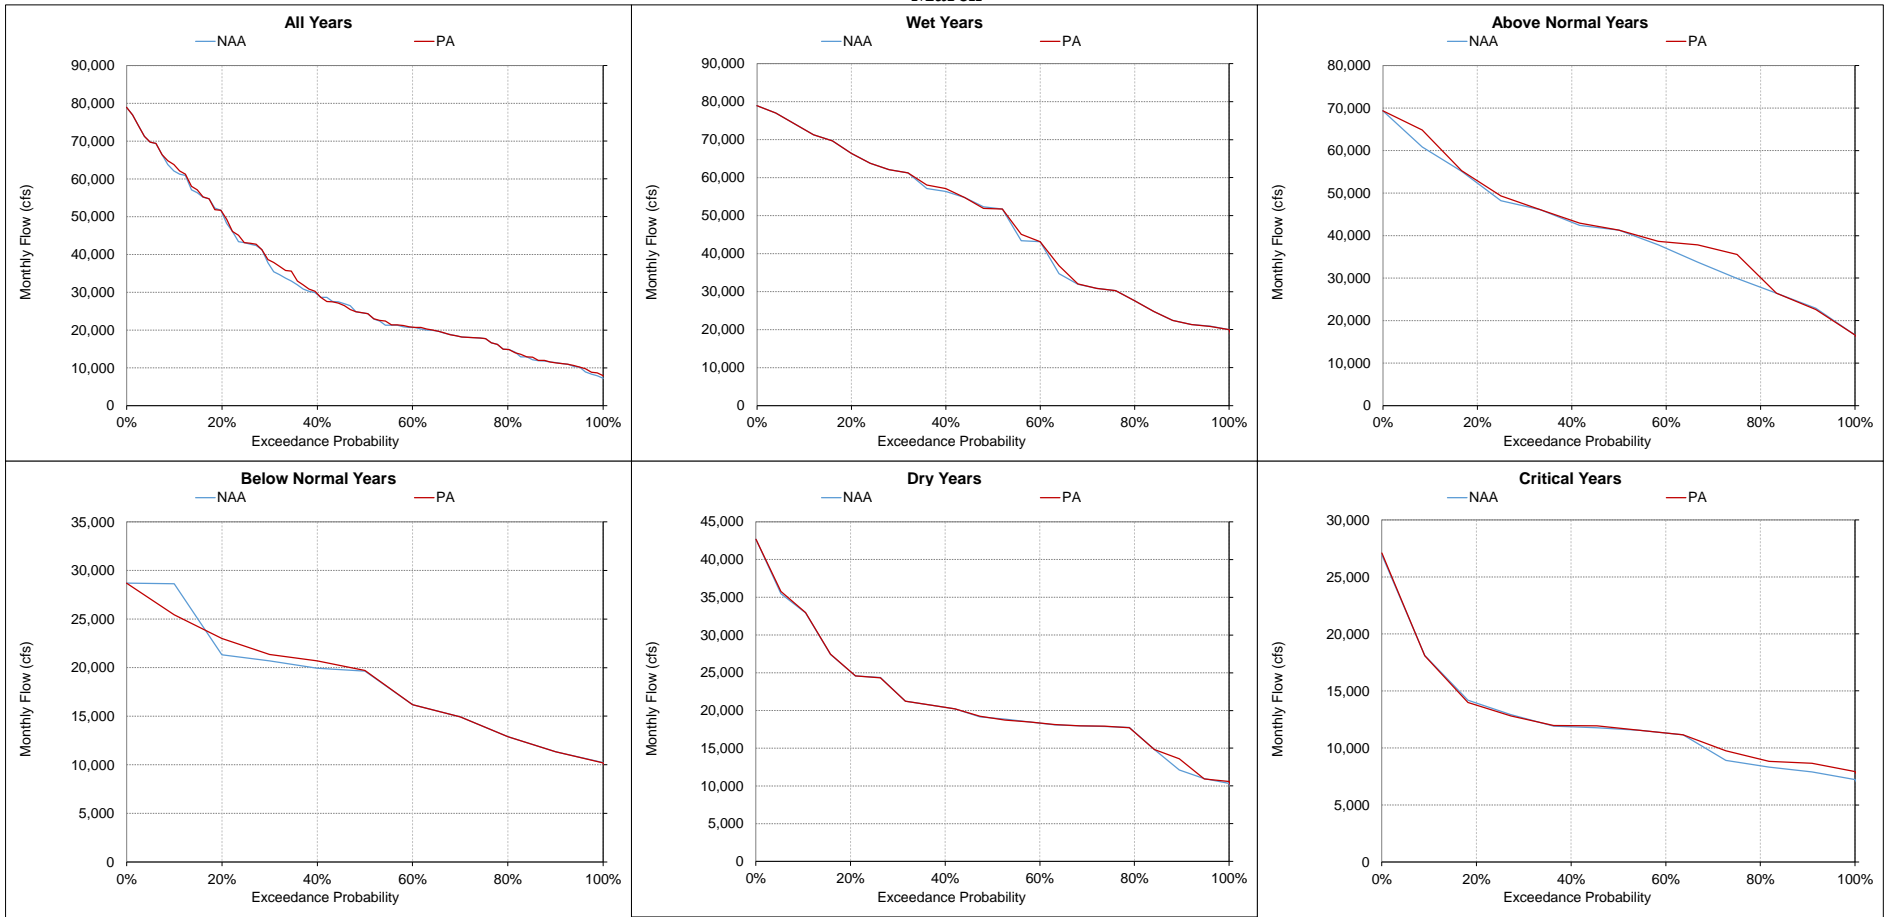 All Years
NAA PA
90,000
80,000
70,000
60,000
50,000
40,000
30,000
20,000
10,000
0
0% 20% 40% 60% 80% 100%
Monthly Flow (cfs)
Exceedance Probability
Wet Years
NAA PA
90,000
80,000
70,000
60,000
50,000
40,000
30,000
20,000
10,000
0
0% 20% 40% 60% 80% 100%
Monthly Flow (cfs)
Exceedance Probability
Above Normal Years
NAA PA
80,000
70,000
60,000
50,000
40,000
30,000
20,000
10,000
0
0% 20% 40% 60% 80% 100%
Monthly Flow (cfs)
Exceedance Probability
Below Normal Years
NAA PA
35,000
30,000
25,000
20,000
15,000
10,000
5,000
0
0% 20% 40% 60% 80% 100%
Monthly Flow (cfs)
Exceedance Probability
Dry Years
NAA PA
45,000
40,000
35,000
30,000
25,000
20,000
15,000
10,000
5,000
0
0% 20% 40% 60% 80% 100%
Monthly Flow (cfs)
Exceedance Probability
Critical Years
NAA PA
30,000
25,000
20,000
15,000
10,000
5,000
0
0% 20% 40% 60% 80% 100%
Monthly Flow (cfs)
Exceedance Probability